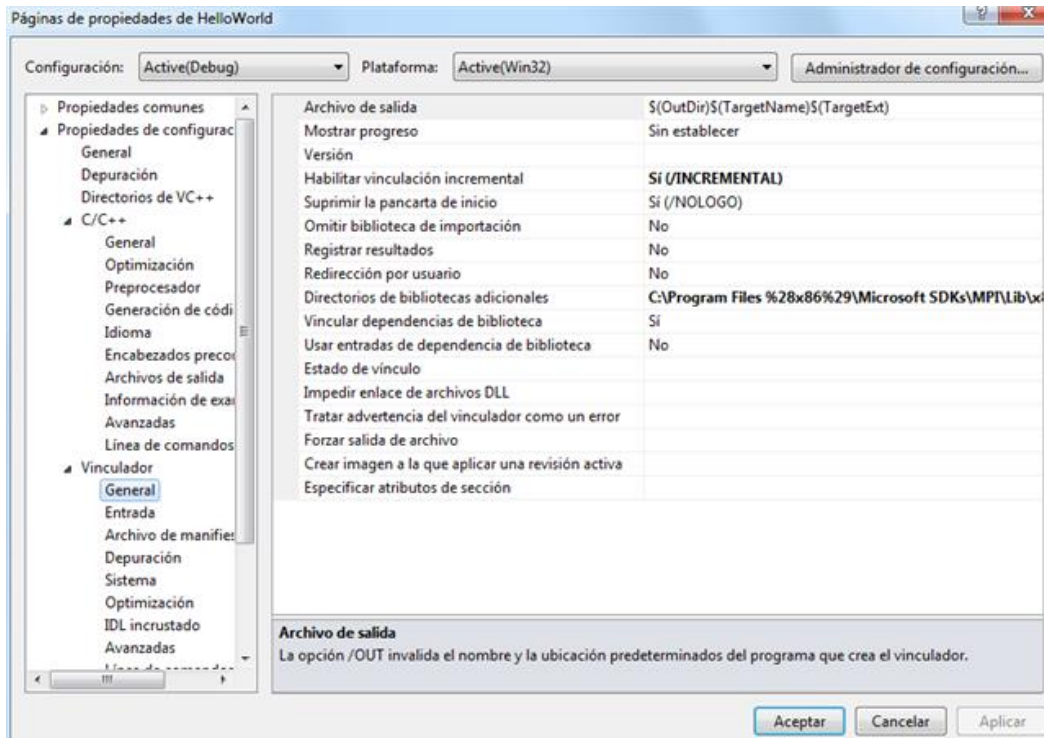 Páginas de propiedades de HelloWorld
Configuración: Active(Debug) Plataforma: Active(Win32) Administrador de configuración...
Propiedades comunes
Propiedades de configurac
General
Depuración
Directorios de VC++
C/C++
General
Optimización
Preprocesador
Generación de códi
Idioma
Encabezados preco
Archivos de salida
Información de exa
Avanzadas
Línea de comandos
Vinculador
General
Entrada
Archivo de manifies
Depuración
Sistema
Optimización
IDL incrustado
Avanzadas
Archivo de salida $(OutDir)$(TargetName)$(TargetExt)
Mostrar progreso Sin establecer
Versión
Habilitar vinculación incremental Sí (/INCREMENTAL)
Suprimir la pancarta de inicio Sí (/NOLOGO)
Omitir biblioteca de importación No
Registrar resultados No
Redirección por usuario No
Directorios de bibliotecas adicionales C:\Program Files %28x86%29\Microsoft SDKs\MPI\Lib\x
Vincular dependencias de biblioteca Sí
Usar entradas de dependencia de biblioteca No
Estado de vínculo
Impedir enlace de archivos DLL
Tratar advertencia del vinculador como un error
Forzar salida de archivo
Crear imagen a la que aplicar una revisión activa
Especificar atributos de sección
Archivo de salida
La opción /OUT invalida el nombre y la ubicación predeterminados del programa que crea el vinculador.
Aceptar Cancelar Aplicar